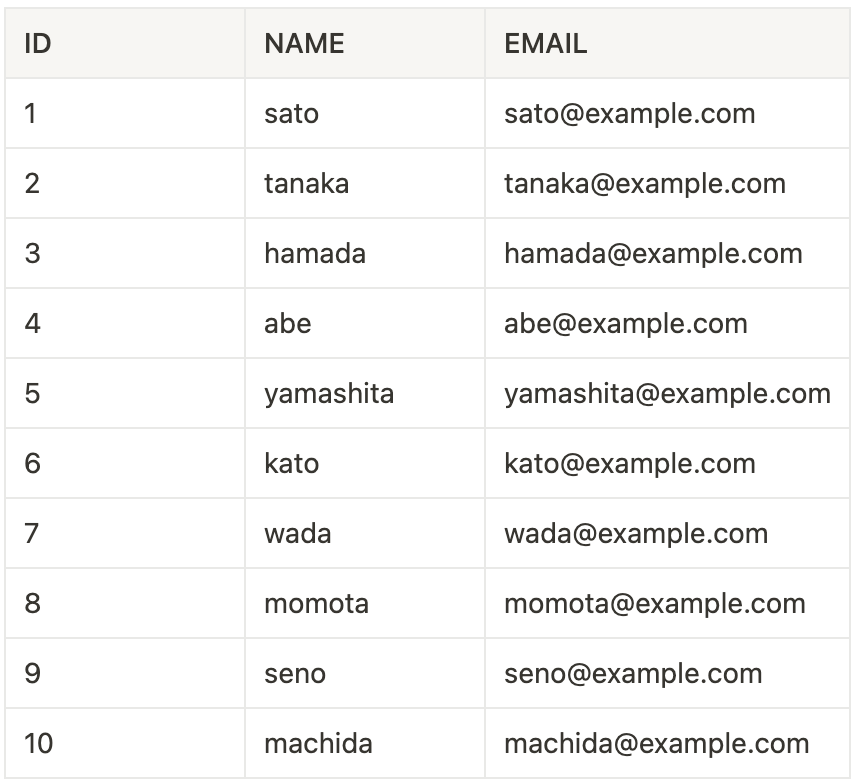 ID NAME EMAIL
1 sato sato@example.com
2 tanaka tanaka@example.com
3 hamada hamada@example.com
4 abe abe@example.com
5 yamashita yamashita@example.com
6 kato kato@example.com
7 wada wada@example.com
8 momota momota@example.com
9 seno seno@example.com
10 machida machida@example.com